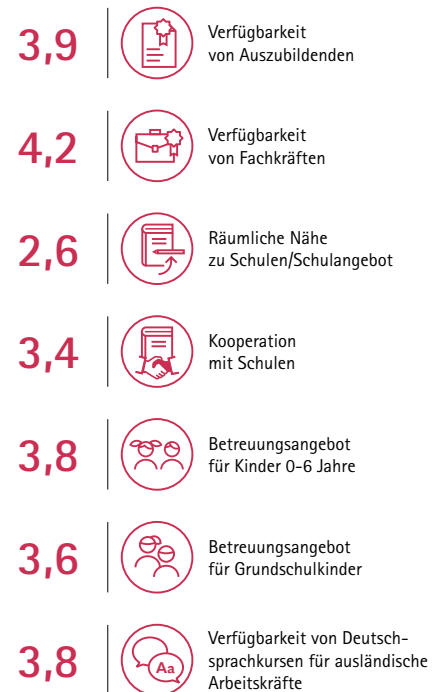 3,9
Verfügbarkeit
von Auszubildenden
4,2
Verfügbarkeit
von Fachkräften
2,6
Räumliche Nähe
zu Schulen/Schulangebot
3,4
Kooperation
mit Schulen
3,8
Betreuungsangebot
für Kinder 0-6 Jahre
3,6
Betreuungsangebot
für Grundschulkinder
3,8
Aa
Verfügbarkeit von Deutsch-
sprachkursen für ausländische
Arbeitskräfte